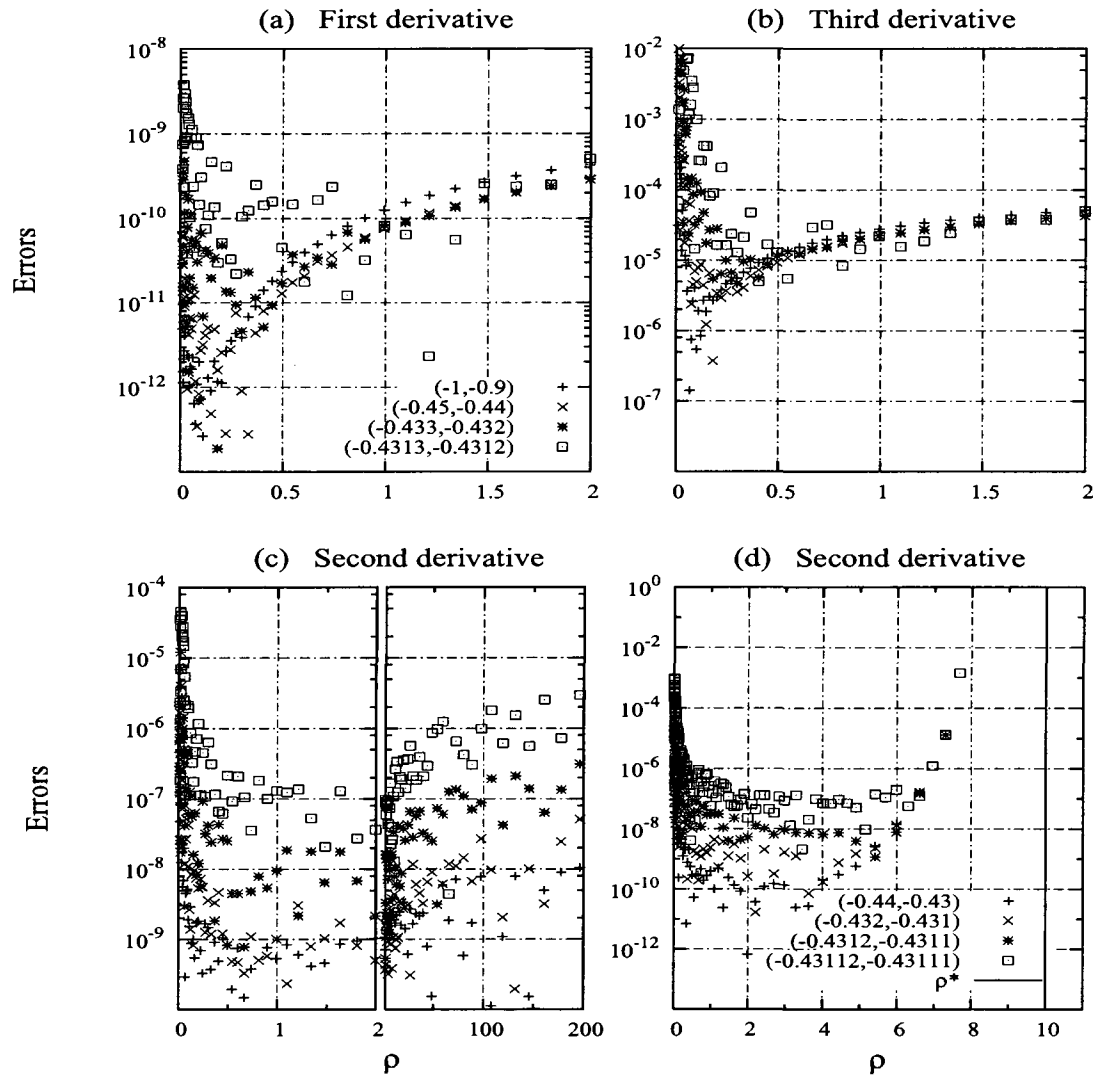 (a) First derivative
(b) Third derivative
10^-8
10^-9
10^-10
10^-11
10^-12
Errors
(-1,-0.9) +
(-0.45,-0.44) ×
(-0.433,-0.432) ✱
(-0.4313,-0.4312) □
0 0.5 1 1.5 2
10^-2
10^-3
10^-4
10^-5
10^-6
10^-7
0 0.5 1 1.5 2
(c) Second derivative
(d) Second derivative
10^-4
10^-5
10^-6
10^-7
10^-8
10^-9
Errors
0 1 2 100 200
ρ
10^0
10^-2
10^-4
10^-6
10^-8
10^-10
10^-12
(-0.44,-0.43) +
(-0.432,-0.431) ×
(-0.4312,-0.4311) ✱
(-0.43112,-0.43111) □
ρ*
0 2 4 6 8 10
ρ